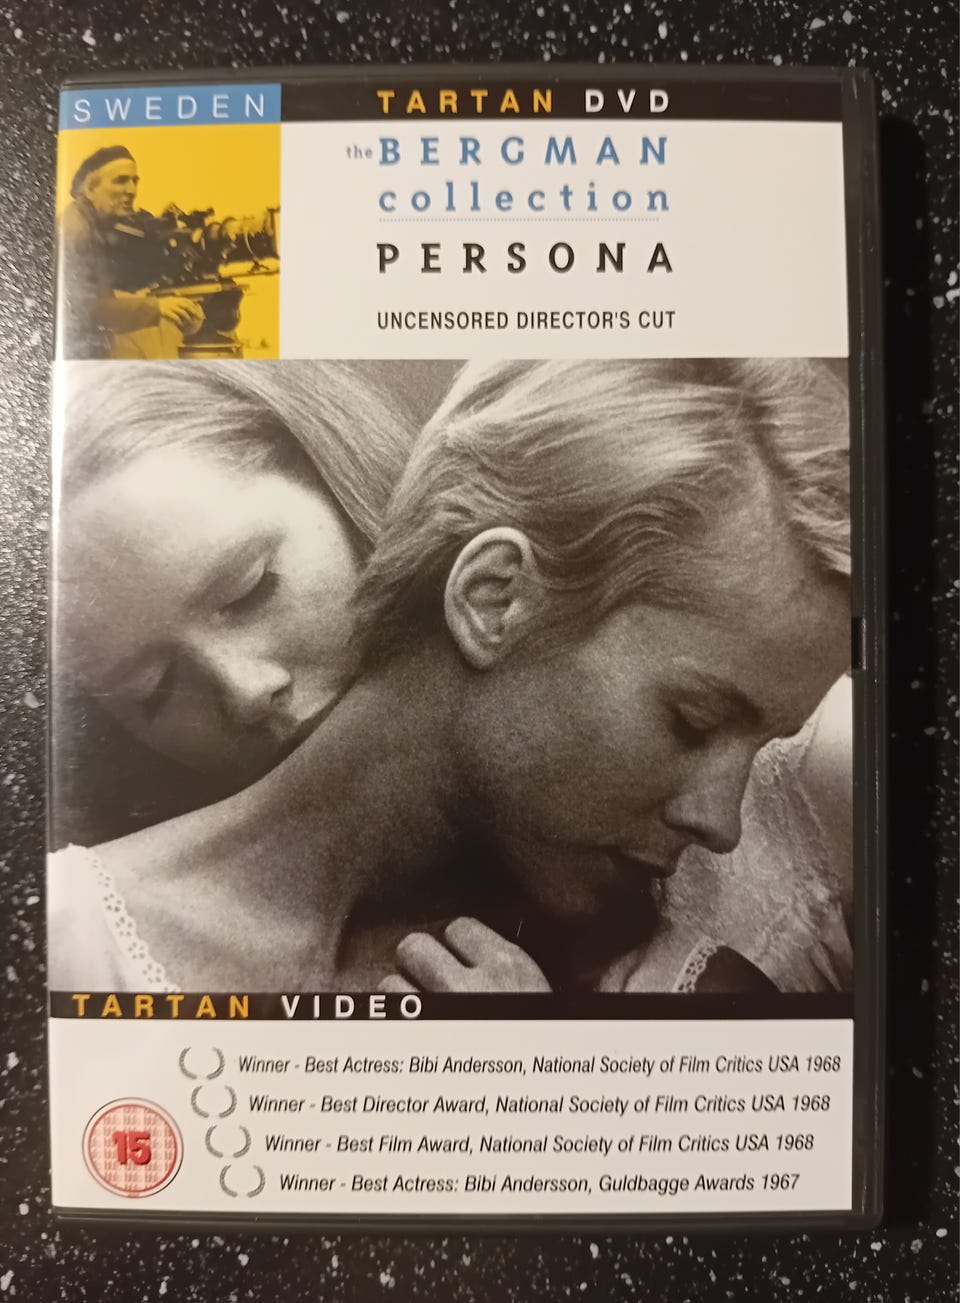 SWEDEN
TARTAN DVD
the BERGMAN
collection
PERSONA
UNCENSORED DIRECTOR'S CUT
TARTAN VIDEO
Winner - Best Actress: Bibi Andersson, National Society of Film Critics USA 1968
Winner - Best Director Award, National Society of Film Critics USA 1968
Winner - Best Film Award, National Society of Film Critics USA 1968
Winner - Best Actress: Bibi Andersson, Guldbagge Awards 1967
15